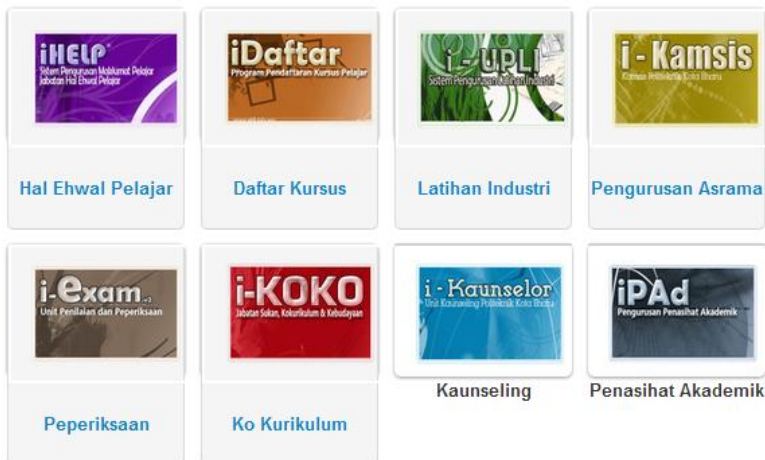 iHELP
Sistem Pengurusan Maklumat Pelajar
Jabatan Hal Ehwal Pelajar
iDaftar
Program Pendaftaran Kursus Pelajar
i - UPLI
Sistem Pengurusan Latihan Industri
i - Kamsis
Kamsis Politeknik Kota Bharu
Hal Ehwal Pelajar
Daftar Kursus
Latihan Industri
Pengurusan Asrama
i-exam
Unit Penilaian dan Peperiksaan
i-KOKO
Jabatan Sukan, Kokurikulum & Kebudayaan
i - Kaunselor
Unit Kaunseling Politeknik Kota Bharu
iPAd
Pengurusan Penasihat Akademik
Kaunseling
Penasihat Akademik
Peperiksaan
Ko Kurikulum